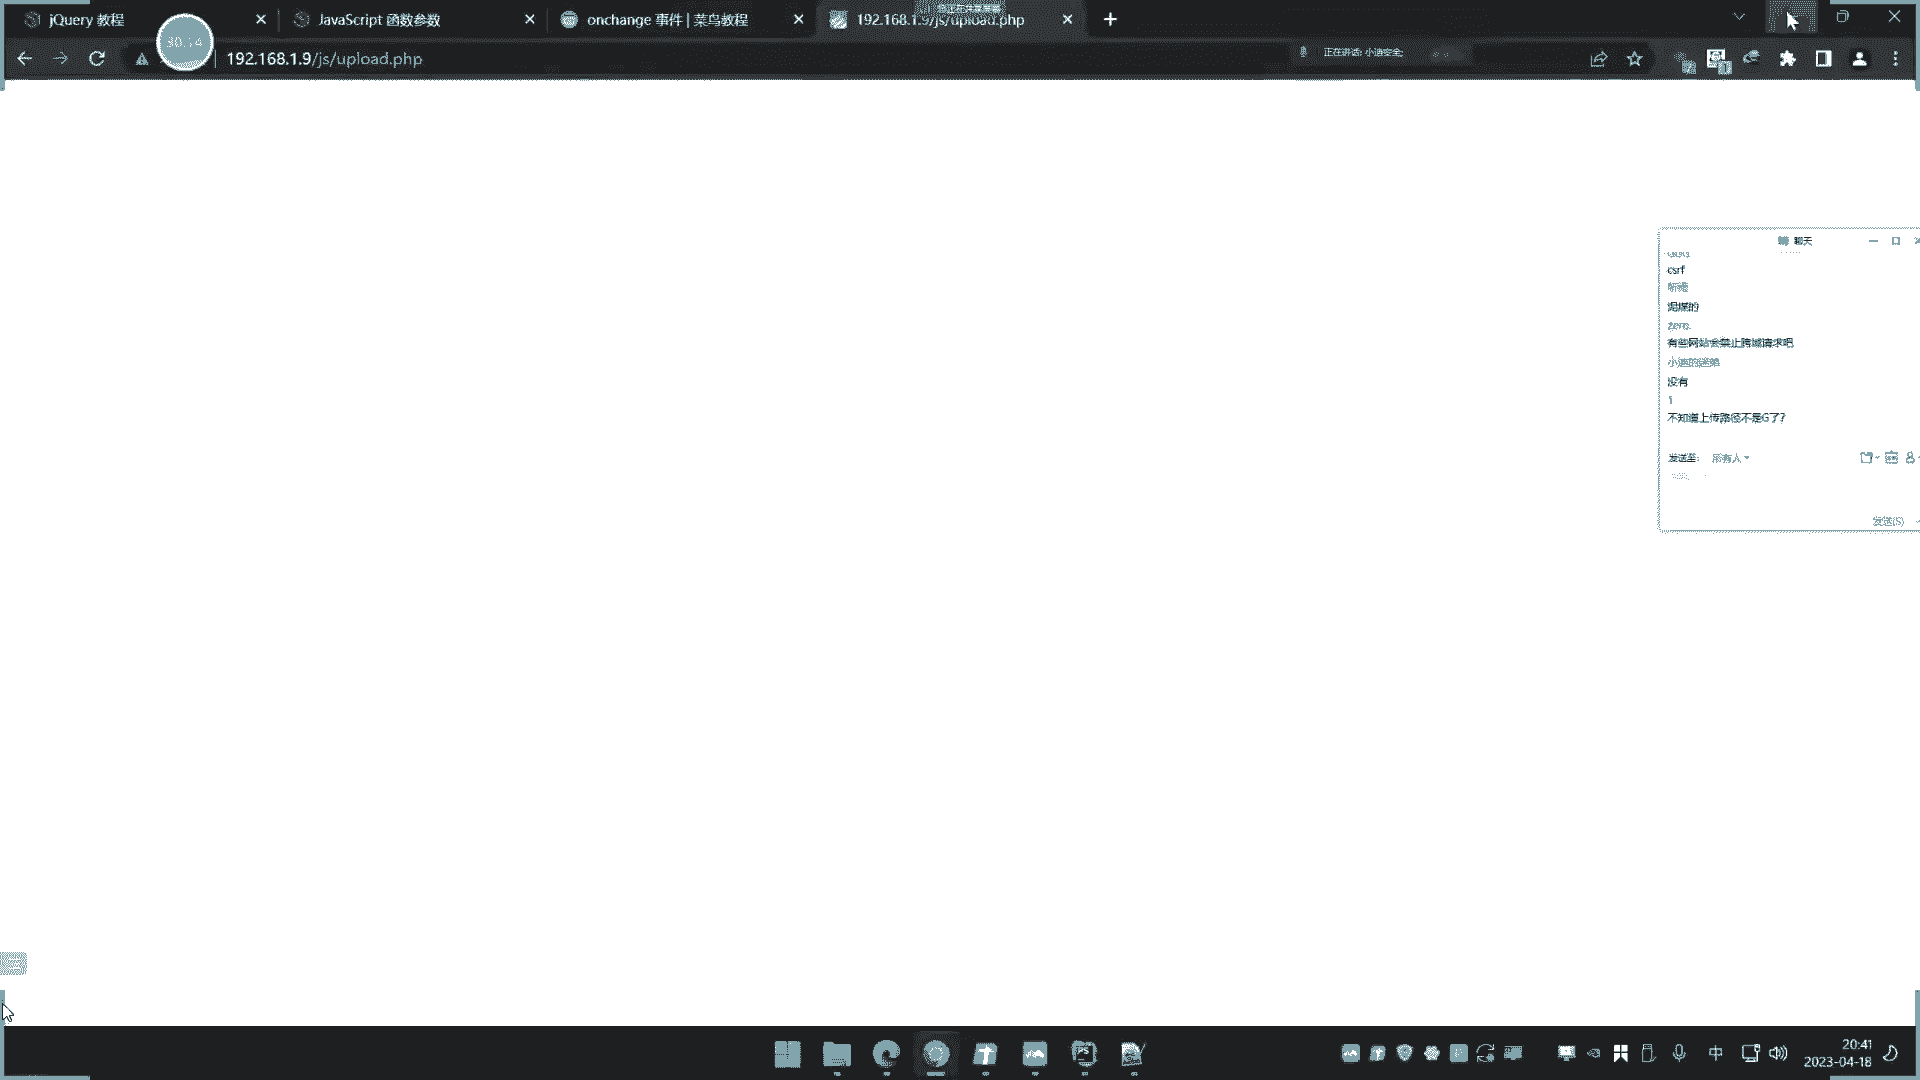 jQuery 教程
JavaScript 函数参数
onchange 事件 | 菜鸟教程
192.168.1.9/js/upload.php
30:14
192.168.1.9/js/upload.php
正在讲话: 小迪安全;
聊天
csrf
泥嚎的
zero.
有些网站会禁止跨域请求吧
小迪的迷弟
没有
1
不知道上传路径不是G了?
发送至:
所有人
发送(S)
中
20:41
2023-04-18